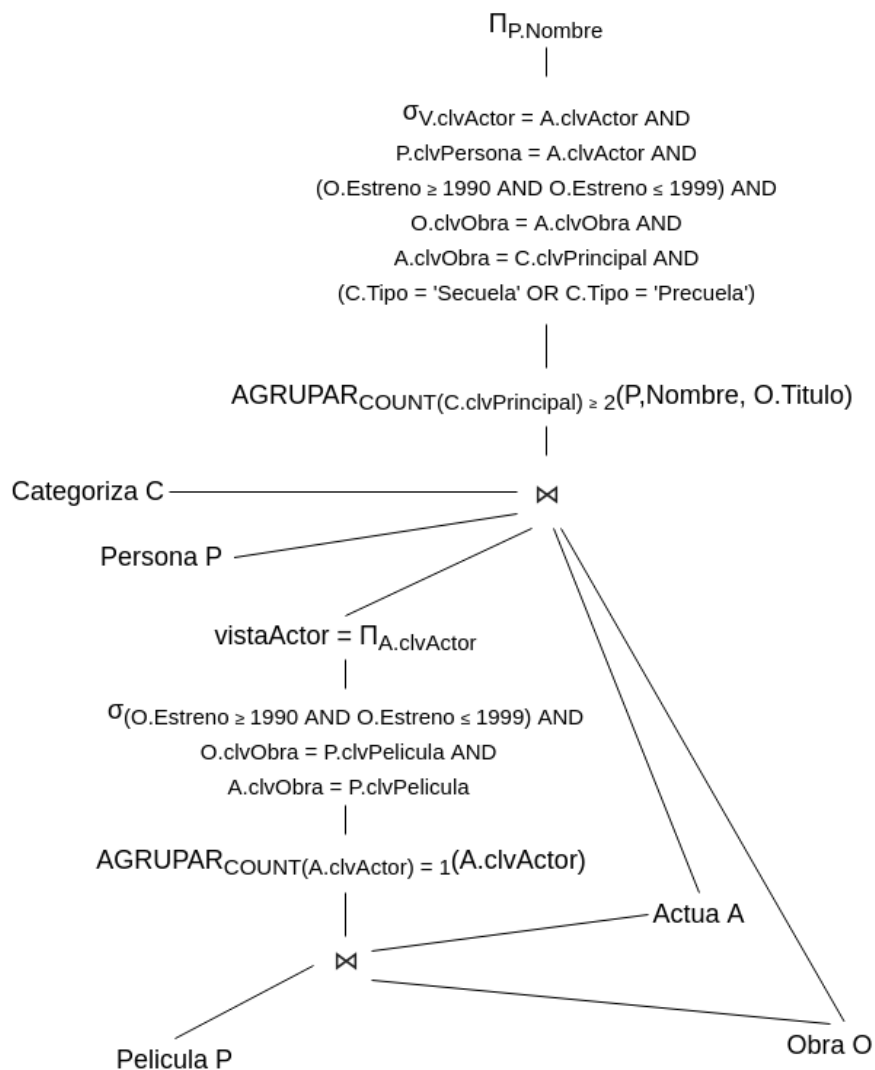 ΠP.Nombre
σV.clvActor = A.clvActor AND
P.clvPersona = A.clvActor AND
(O.Estreno ≥ 1990 AND O.Estreno ≤ 1999) AND
O.clvObra = A.clvObra AND
A.clvObra = C.clvPrincipal AND
(C.Tipo = 'Secuela' OR C.Tipo = 'Precuela')
AGRUPARCOUNT(C.clvPrincipal) ≥ 2(P,Nombre, O.Titulo)
Categoriza C
⋈
Persona P
vistaActor = ΠA.clvActor
σ(O.Estreno ≥ 1990 AND O.Estreno ≤ 1999) AND
O.clvObra = P.clvPelicula AND
A.clvObra = P.clvPelicula
AGRUPARCOUNT(A.clvActor) = 1(A.clvActor)
Actua A
⋈
Obra O
Pelicula P